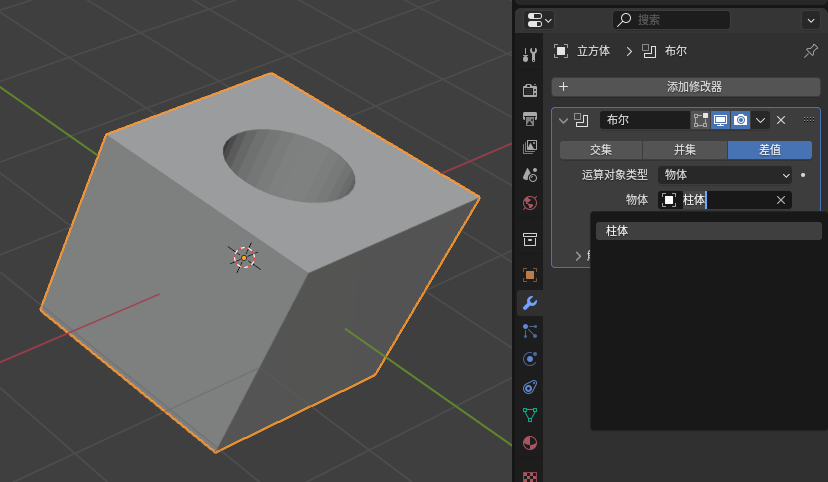 搜索
立方体 > 布尔
+ 添加修改器
布尔
交集 并集 差值
运算对象类型 物体
物体 柱体
柱体